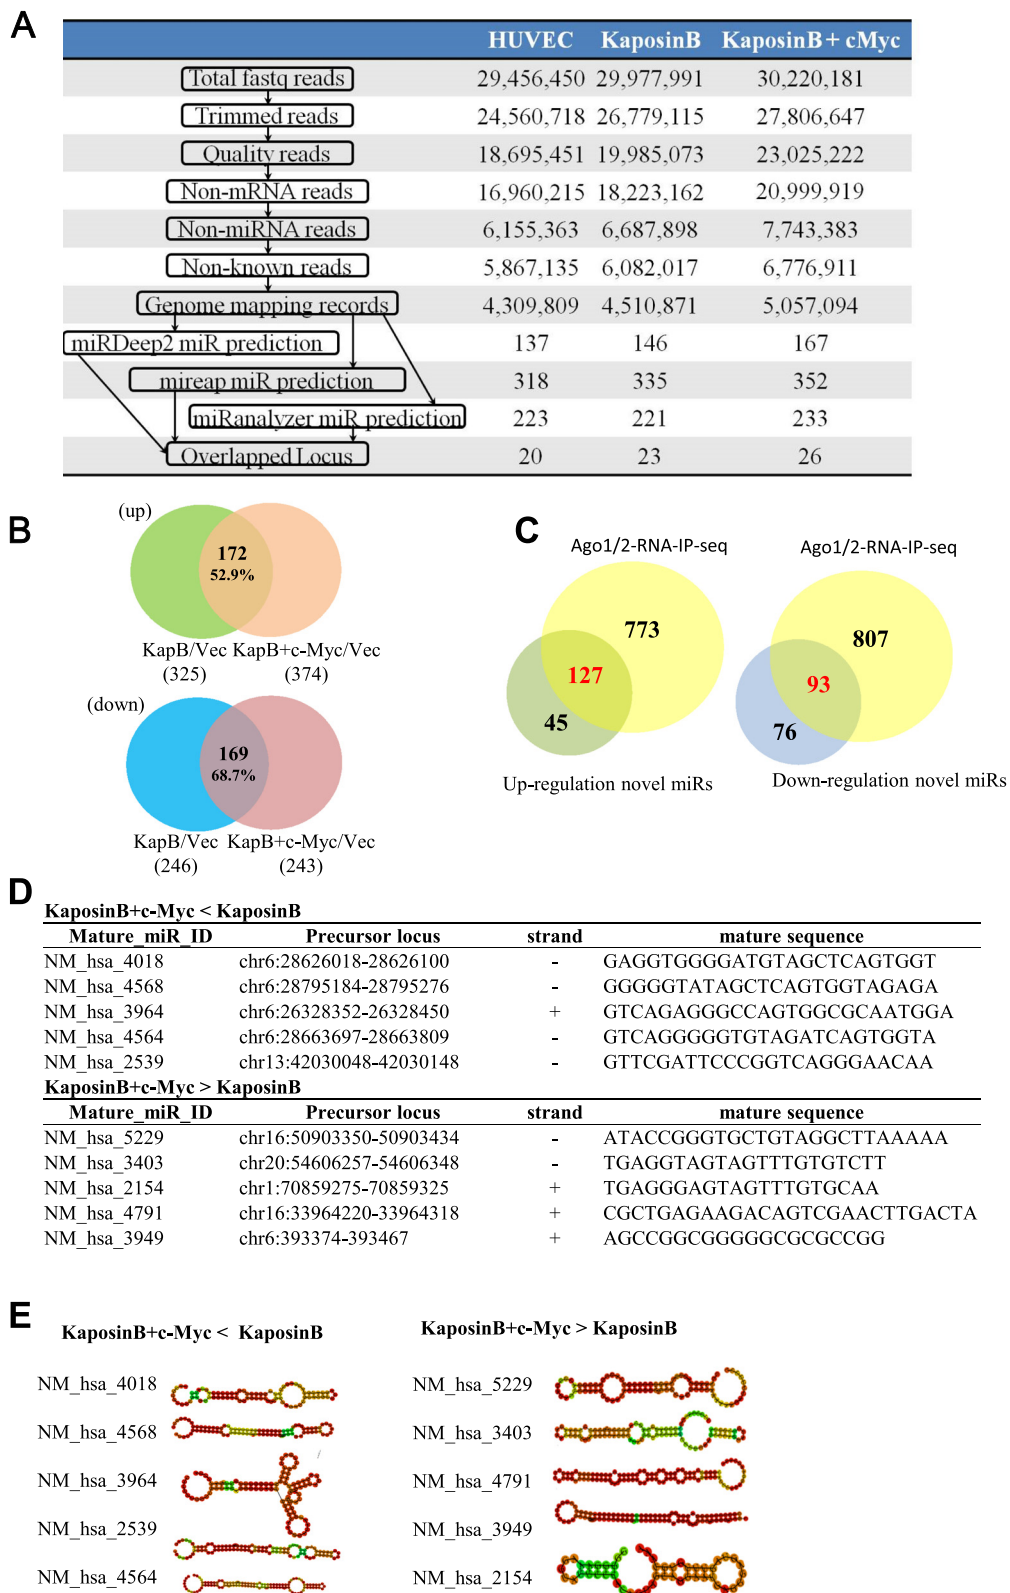 A
HUVEC KaposinB KaposinB + cMyc
Total fastq reads 29,456,450 29,977,991 30,220,181
Trimmed reads 24,560,718 26,779,115 27,806,647
Quality reads 18,695,451 19,985,073 23,025,222
Non-mRNA reads 16,960,215 18,223,162 20,999,919
Non-miRNA reads 6,155,363 6,687,898 7,743,383
Non-known reads 5,867,135 6,082,017 6,776,911
Genome mapping records 4,309,809 4,510,871 5,057,094
miRDeep2 miR prediction 137 146 167
mireap miR prediction 318 335 352
miRanalyzer miR prediction 223 221 233
Overlapped Locus 20 23 26
B
(up)
172
52.9%
KapB/Vec KapB+c-Myc/Vec
(325) (374)
(down)
169
68.7%
KapB/Vec KapB+c-Myc/Vec
(246) (243)
C
Ago1/2-RNA-IP-seq
773
127
45
Up-regulation novel miRs
Ago1/2-RNA-IP-seq
807
93
76
Down-regulation novel miRs
D
KaposinB+c-Myc < KaposinB
Mature_miR_ID Precursor locus strand mature sequence
NM_hsa_4018 chr6:28626018-28626100 - GAGGTGGGGATGTAGCTCAGTGGT
NM_hsa_4568 chr6:28795184-28795276 - GGGGGTATAGCTCAGTGGTAGAGA
NM_hsa_3964 chr6:26328352-26328450 + GTCAGAGGGCCAGTGGCGCAATGGA
NM_hsa_4564 chr6:28663697-28663809 - GTCAGGGGGTGTAGATCAGTGGTA
NM_hsa_2539 chr13:42030048-42030148 - GTTCGATTCCCGGTCAGGGAACAA
KaposinB+c-Myc > KaposinB
Mature_miR_ID Precursor locus strand mature sequence
NM_hsa_5229 chr16:50903350-50903434 - ATACCGGGTGCTGTAGGCTTAAAAA
NM_hsa_3403 chr20:54606257-54606348 - TGAGGTAGTAGTTTGTGTCTT
NM_hsa_2154 chr1:70859275-70859325 + TGAGGGAGTAGTTTGTGCAA
NM_hsa_4791 chr16:33964220-33964318 + CGCTGAGAAGACAGTCGAACTTGACTA
NM_hsa_3949 chr6:393374-393467 + AGCCGGCGGGGGCGCGCCGG
E
KaposinB+c-Myc < KaposinB
NM_hsa_4018
NM_hsa_4568
NM_hsa_3964
NM_hsa_2539
NM_hsa_4564
KaposinB+c-Myc > KaposinB
NM_hsa_5229
NM_hsa_3403
NM_hsa_4791
NM_hsa_3949
NM_hsa_2154